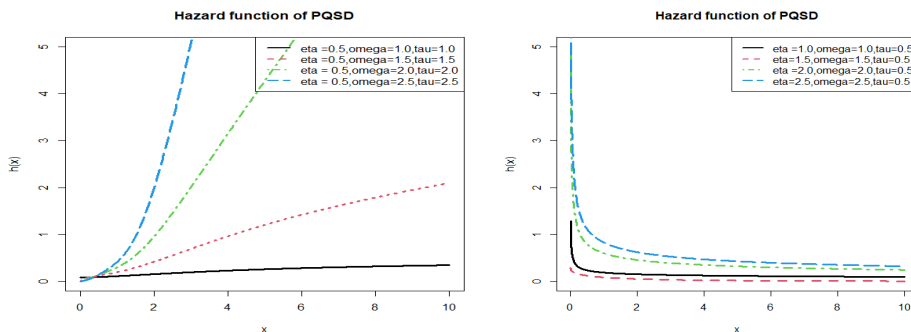 Hazard function of PQSD
eta =0.5,omega=1.0,tau=1.0
eta =0.5,omega=1.5,tau=1.5
eta = 0.5,omega=2.0,tau=2.0
eta = 0.5,omega=2.5,tau=2.5
h(x)
5
4
3
2
1
0
0 2 4 6 8 10
x
Hazard function of PQSD
eta =1.0,omega=1.0,tau=0.5
eta=1.5,omega=1.5,tau=0.5
eta=2.0,omega=2.0,tau=0.5
eta=2.5,omega=2.5,tau=0.5
h(x)
5
4
3
2
1
0
0 2 4 6 8 10
x